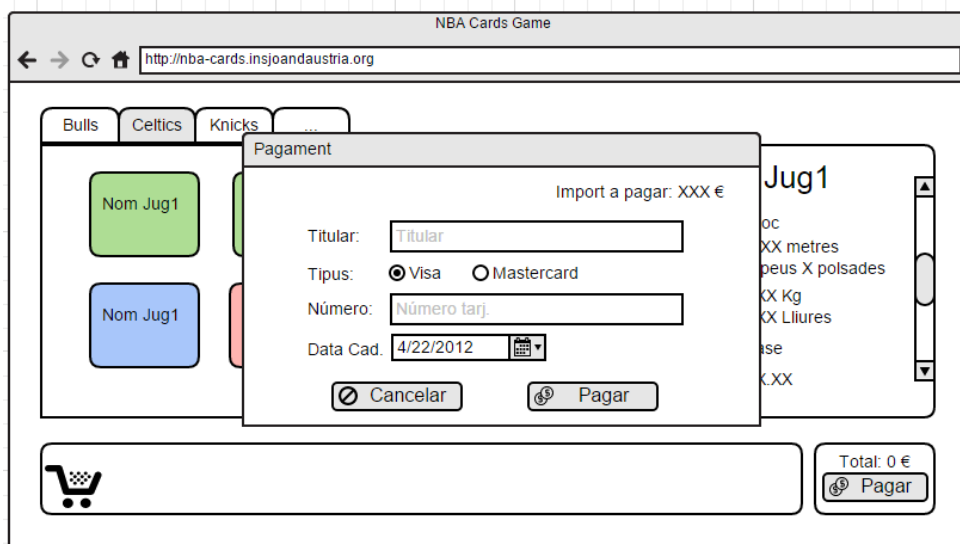 NBA Cards Game
http://nba-cards.insjoandaustria.org
Bulls
Celtics
Knicks
...
Pagament
Import a pagar: XXX €
Titular:
Titular
Tipus:
Visa
Mastercard
Número:
Número tarj.
Data Cad.
4/22/2012
Cancelar
Pagar
Nom Jug1
Nom Jug1
Jug1
oc
XX metres
peus X polsades
XX Kg
XX Lliures
ase
X.XX
Total: 0 €
Pagar